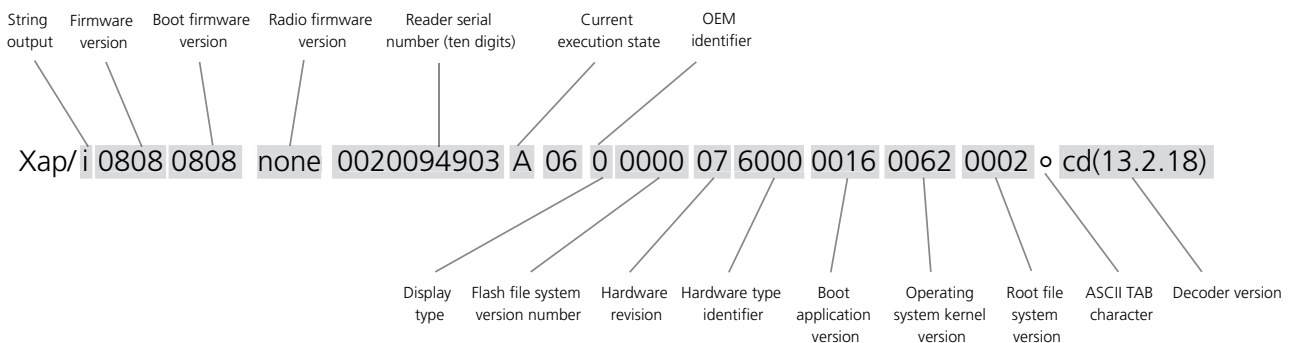 String output
Firmware version
Boot firmware version
Radio firmware version
Reader serial number (ten digits)
Current execution state
OEM identifier
Xap/ i 0808 0808 none 0020094903 A 06 0 0000 07 6000 0016 0062 0002 cd(13.2.18)
Display type
Flash file system version number
Hardware revision
Hardware type identifier
Boot application version
Operating system kernel version
Root file system version
ASCII TAB character
Decoder version